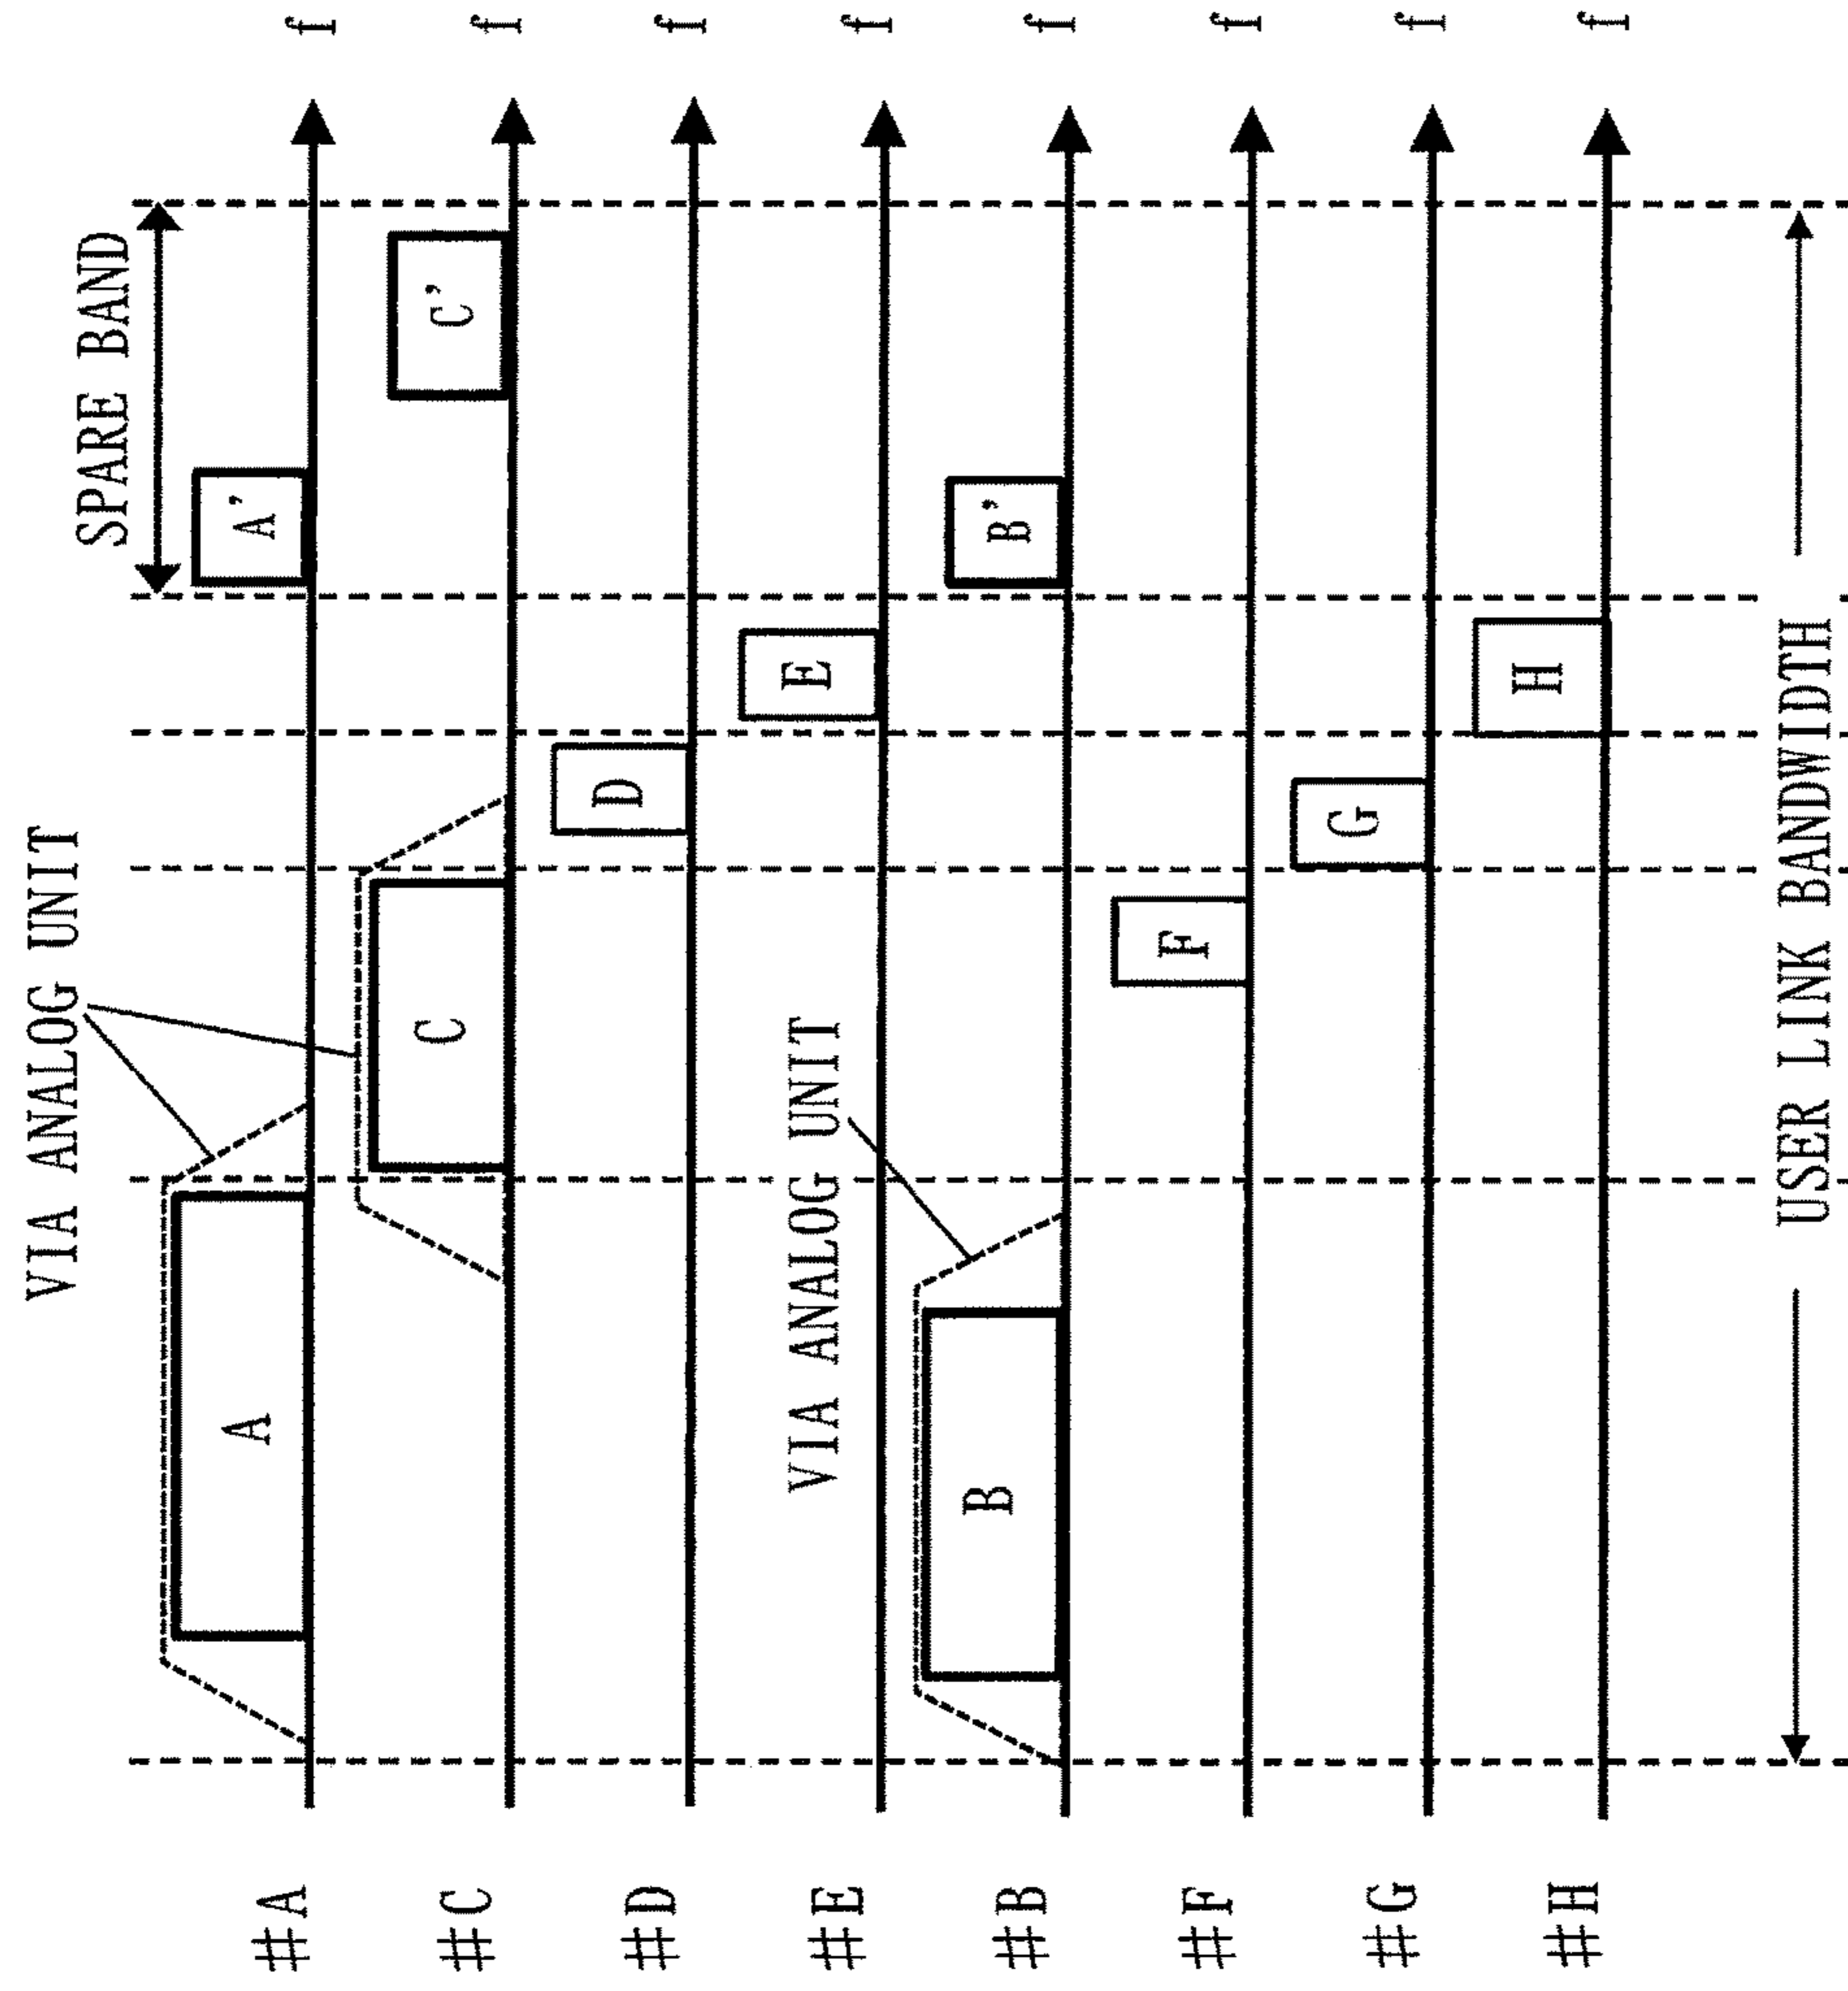 VIA ANALOG UNIT
SPARE BAND
#A A A' f
#C C C' f
#D D f
#E E f
VIA ANALOG UNIT
#B B B' f
#F F f
#G G f
#H H f
USER LINK BANDWIDTH